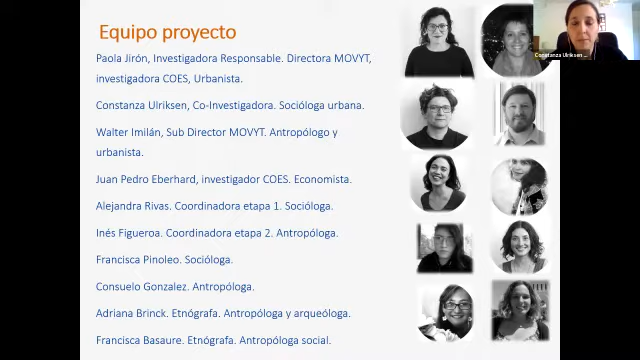 Equipo proyecto
Paola Jirón, Investigadora Responsable. Directora MOVYT,
investigadora COES, Urbanista.
Constanza Ulriksen, Co-Investigadora. Socióloga urbana.
Walter Imilán, Sub Director MOVYT. Antropólogo y
urbanista.
Juan Pedro Eberhard, investigador COES. Economista.
Alejandra Rivas. Coordinadora etapa 1. Socióloga.
Inés Figueroa. Coordinadora etapa 2. Antropóloga.
Francisca Pinoleo. Socióloga.
Consuelo Gonzalez. Antropóloga.
Adriana Brinck. Etnógrafa. Antropóloga y arqueóloga.
Francisca Basaure. Etnógrafa. Antropóloga social.
Constanza Ulriksen ...